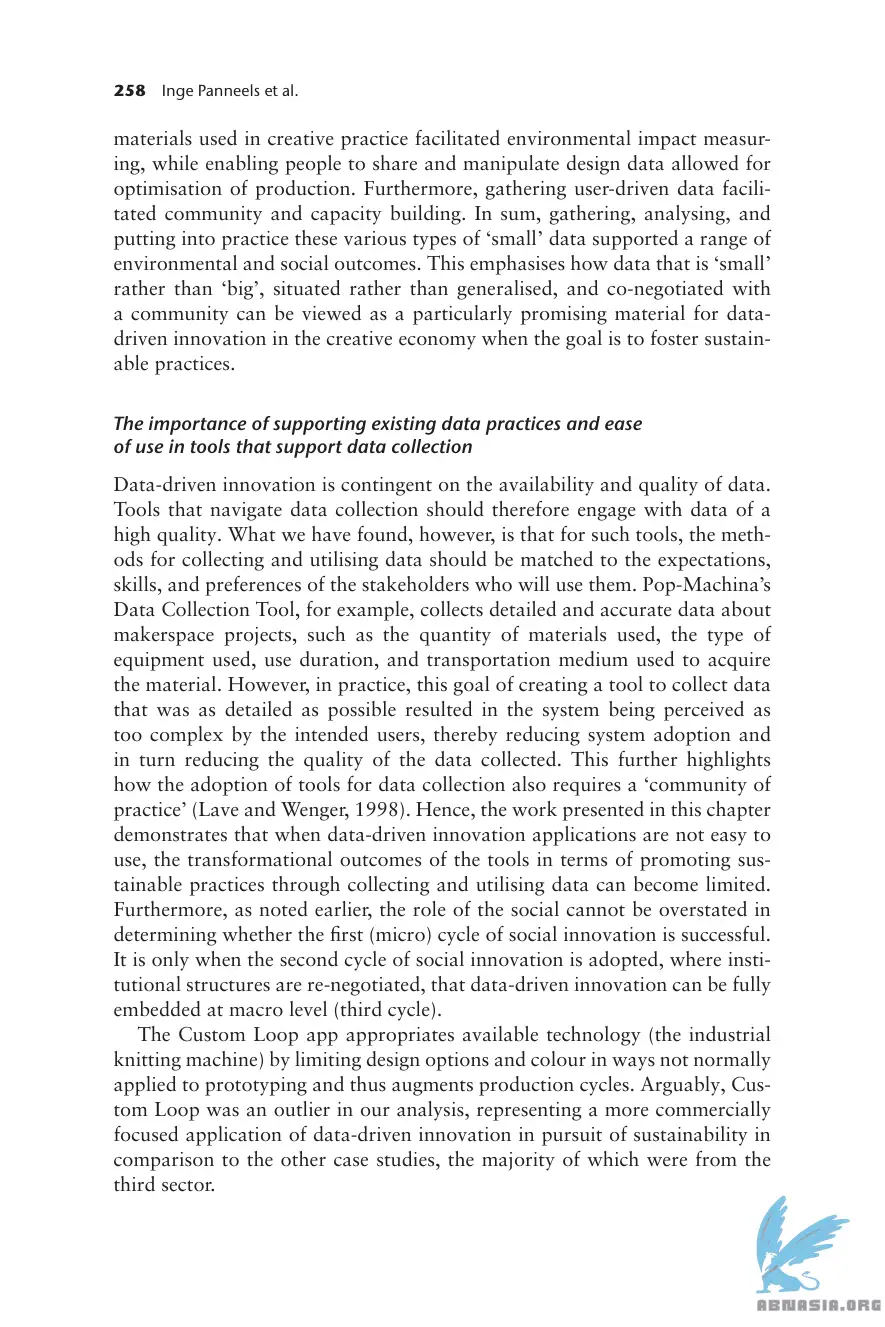 258 Inge Panneels et al.
materials used in creative practice facilitated environmental impact measur-
ing, while enabling people to share and manipulate design data allowed for
optimisation of production. Furthermore, gathering user-driven data facili-
tated community and capacity building. In sum, gathering, analysing, and
putting into practice these various types of ‘small’ data supported a range of
environmental and social outcomes. This emphasises how data that is ‘small’
rather than ‘big’, situated rather than generalised, and co-negotiated with
a community can be viewed as a particularly promising material for data-
driven innovation in the creative economy when the goal is to foster sustain-
able practices.
The importance of supporting existing data practices and ease
of use in tools that support data collection
Data-driven innovation is contingent on the availability and quality of data.
Tools that navigate data collection should therefore engage with data of a
high quality. What we have found, however, is that for such tools, the meth-
ods for collecting and utilising data should be matched to the expectations,
skills, and preferences of the stakeholders who will use them. Pop-Machina’s
Data Collection Tool, for example, collects detailed and accurate data about
makerspace projects, such as the quantity of materials used, the type of
equipment used, use duration, and transportation medium used to acquire
the material. However, in practice, this goal of creating a tool to collect data
that was as detailed as possible resulted in the system being perceived as
too complex by the intended users, thereby reducing system adoption and
in turn reducing the quality of the data collected. This further highlights
how the adoption of tools for data collection also requires a ‘community of
practice’ (Lave and Wenger, 1998). Hence, the work presented in this chapter
demonstrates that when data-driven innovation applications are not easy to
use, the transformational outcomes of the tools in terms of promoting sus-
tainable practices through collecting and utilising data can become limited.
Furthermore, as noted earlier, the role of the social cannot be overstated in
determining whether the first (micro) cycle of social innovation is successful.
It is only when the second cycle of social innovation is adopted, where insti-
tutional structures are re-negotiated, that data-driven innovation can be fully
embedded at macro level (third cycle).
The Custom Loop app appropriates available technology (the industrial
knitting machine) by limiting design options and colour in ways not normally
applied to prototyping and thus augments production cycles. Arguably, Cus-
tom Loop was an outlier in our analysis, representing a more commercially
focused application of data-driven innovation in pursuit of sustainability in
comparison to the other case studies, the majority of which were from the
third sector.
ABNASIA.ORG